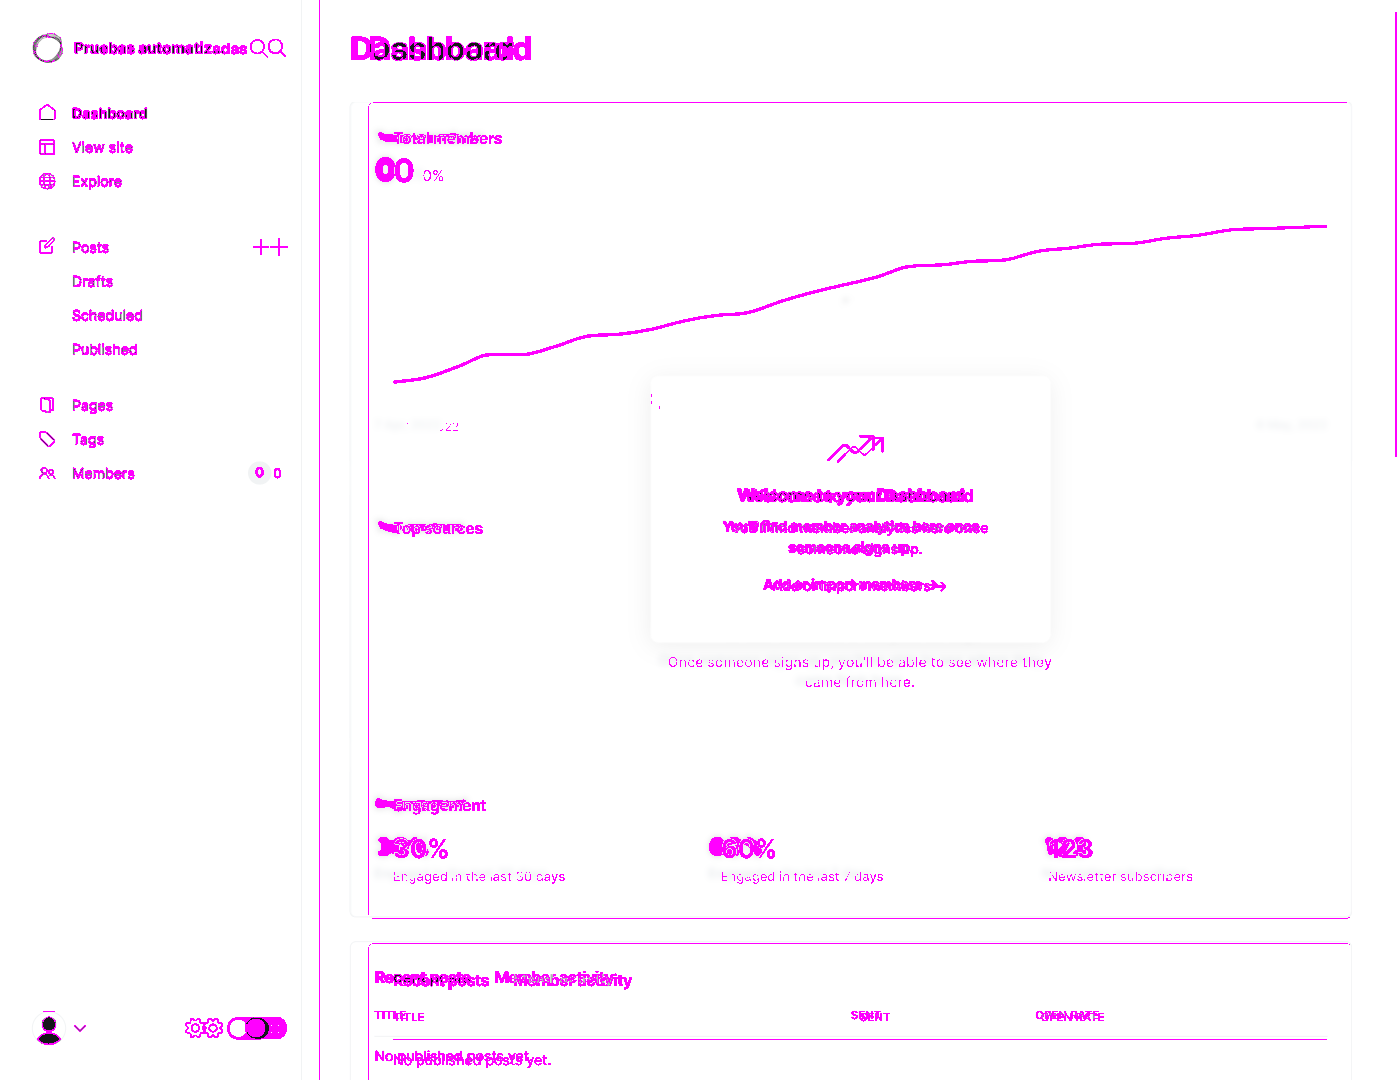 Pruebas automatizadas
Dashboard
Dashboard
View site
Explore
Posts
Drafts
Scheduled
Published
Pages
Tags
Members 0 0
Total members
0 0%
Welcome to your Dashboard
You'll find member analytics here once
someone signs up.
Add or import members
Top sources
Once someone signs up, you'll be able to see where they
came from here.
Engagement
30%
60%
123
Engaged in the last 30 days
Engaged in the last 7 days
Newsletter subscribers
Recent posts
Member activity
TITLE
SENT
OPEN RATE
No published posts yet.